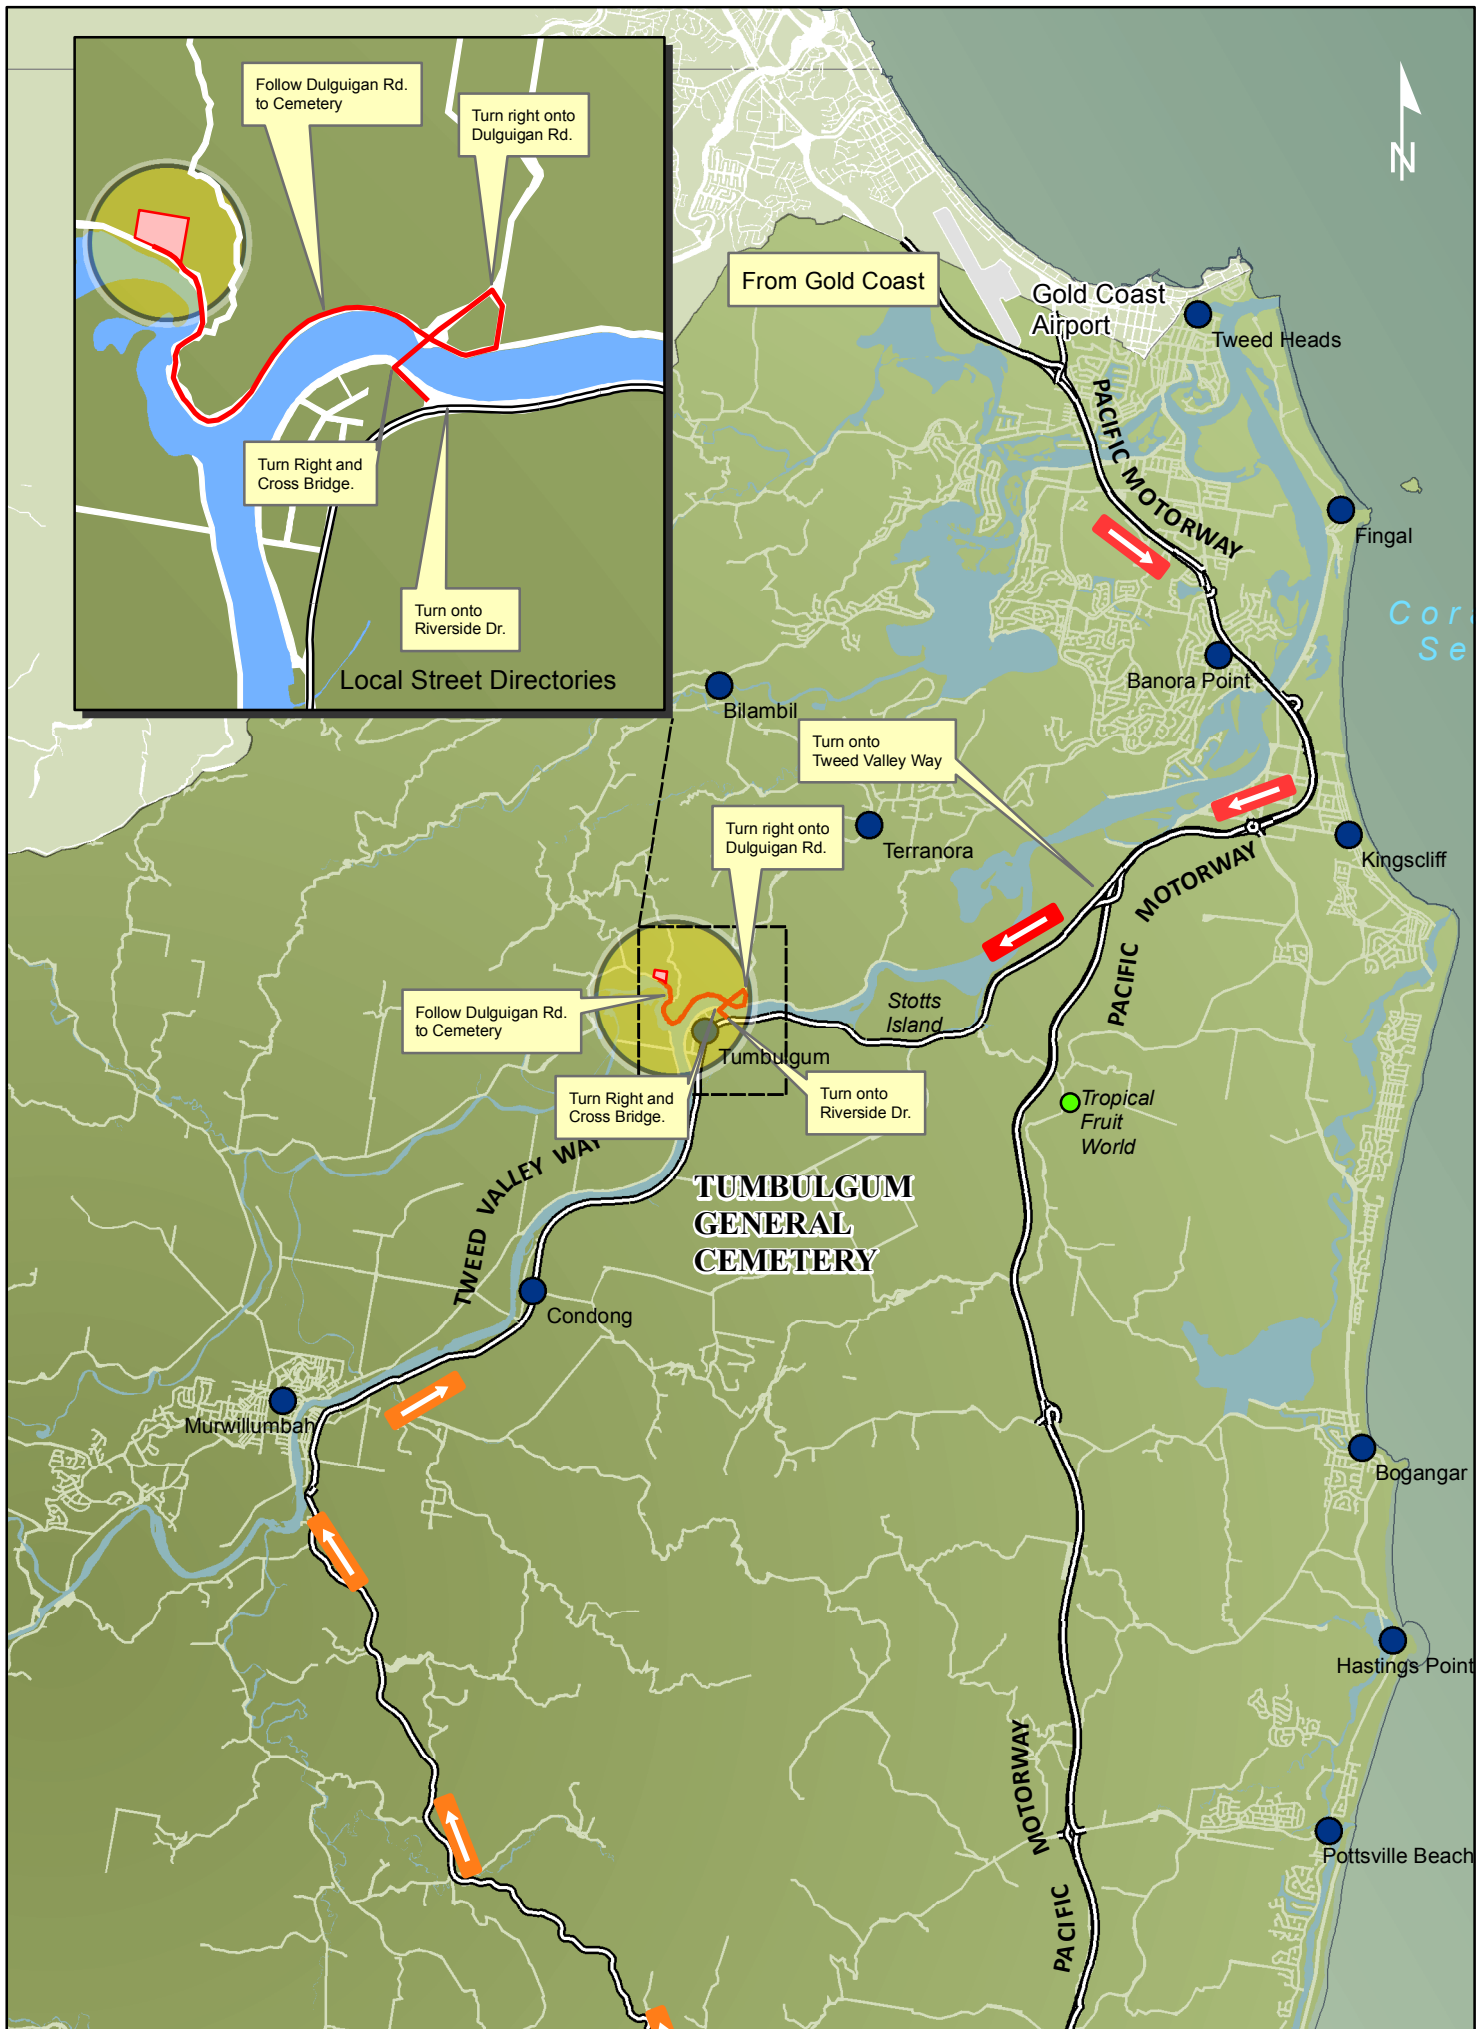 Follow Dulguigan Rd.
to Cemetery
Turn right onto
Dulguigan Rd.
Turn Right and
Cross Bridge.
Turn onto
Riverside Dr.
Local Street Directories
N
From Gold Coast
Gold Coast
Airport
Tweed Heads
PACIFIC MOTORWAY
Fingal
Cor
Se
Banora Point
Bilambil
Turn onto
Tweed Valley Way
Turn right onto
Dulguigan Rd.
Terranora
Kingscliff
PACIFIC MOTORWAY
Follow Dulguigan Rd.
to Cemetery
Stotts
Island
Tumbulgum
Turn Right and
Cross Bridge.
Turn onto
Riverside Dr.
Tropical
Fruit
World
TWEED VALLEY WAY
TUMBULGUM
GENERAL
CEMETERY
Condong
Murwillumbah
Bogangar
Hastings Point
PACIFIC MOTORWAY
Pottsville Beach